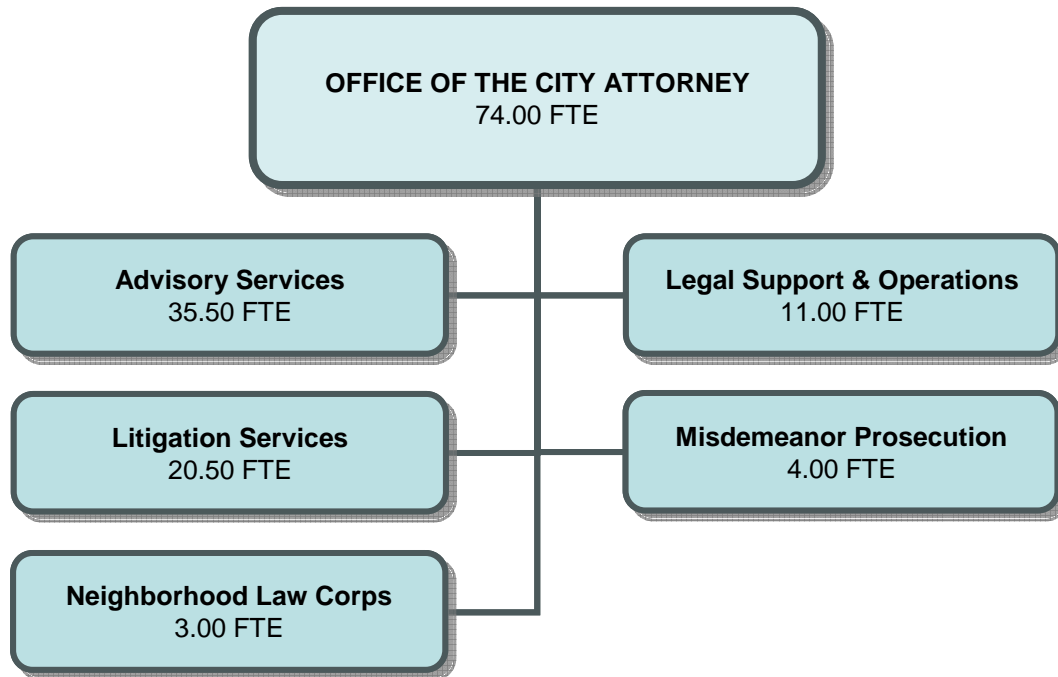 OFFICE OF THE CITY ATTORNEY
74.00 FTE
Advisory Services
35.50 FTE
Legal Support & Operations
11.00 FTE
Litigation Services
20.50 FTE
Misdemeanor Prosecution
4.00 FTE
Neighborhood Law Corps
3.00 FTE